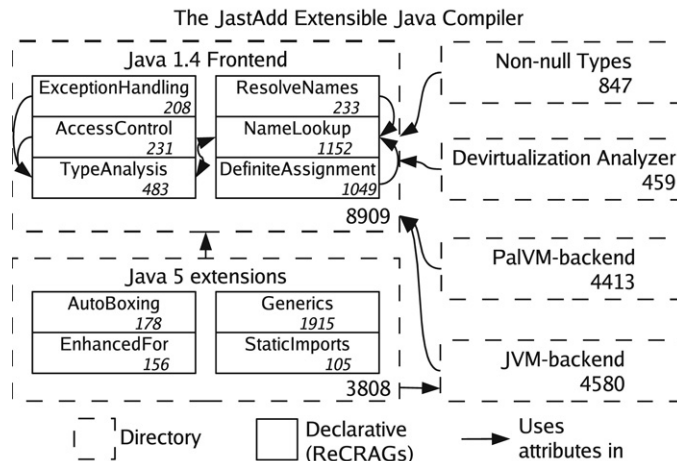 The JastAdd Extensible Java Compiler
Java 1.4 Frontend
ExceptionHandling
208
AccessControl
231
TypeAnalysis
483
ResolveNames
233
NameLookup
1152
DefiniteAssignment
1049
8909
Java 5 extensions
AutoBoxing
178
EnhancedFor
156
Generics
1915
StaticImports
105
3808
Non-null Types
847
Devirtualization Analyzer
459
PalVM-backend
4413
JVM-backend
4580
Directory
Declarative
(ReCRAGs)
Uses
attributes in